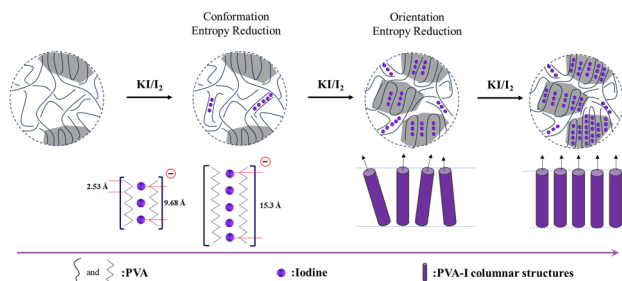 Conformation
Entropy Reduction
Orientation
Entropy Reduction
KI/I₂
KI/I₂
KI/I₂
2.53 Å
9.68 Å
15.3 Å
and :PVA
:Iodine
:PVA-I columnar structures